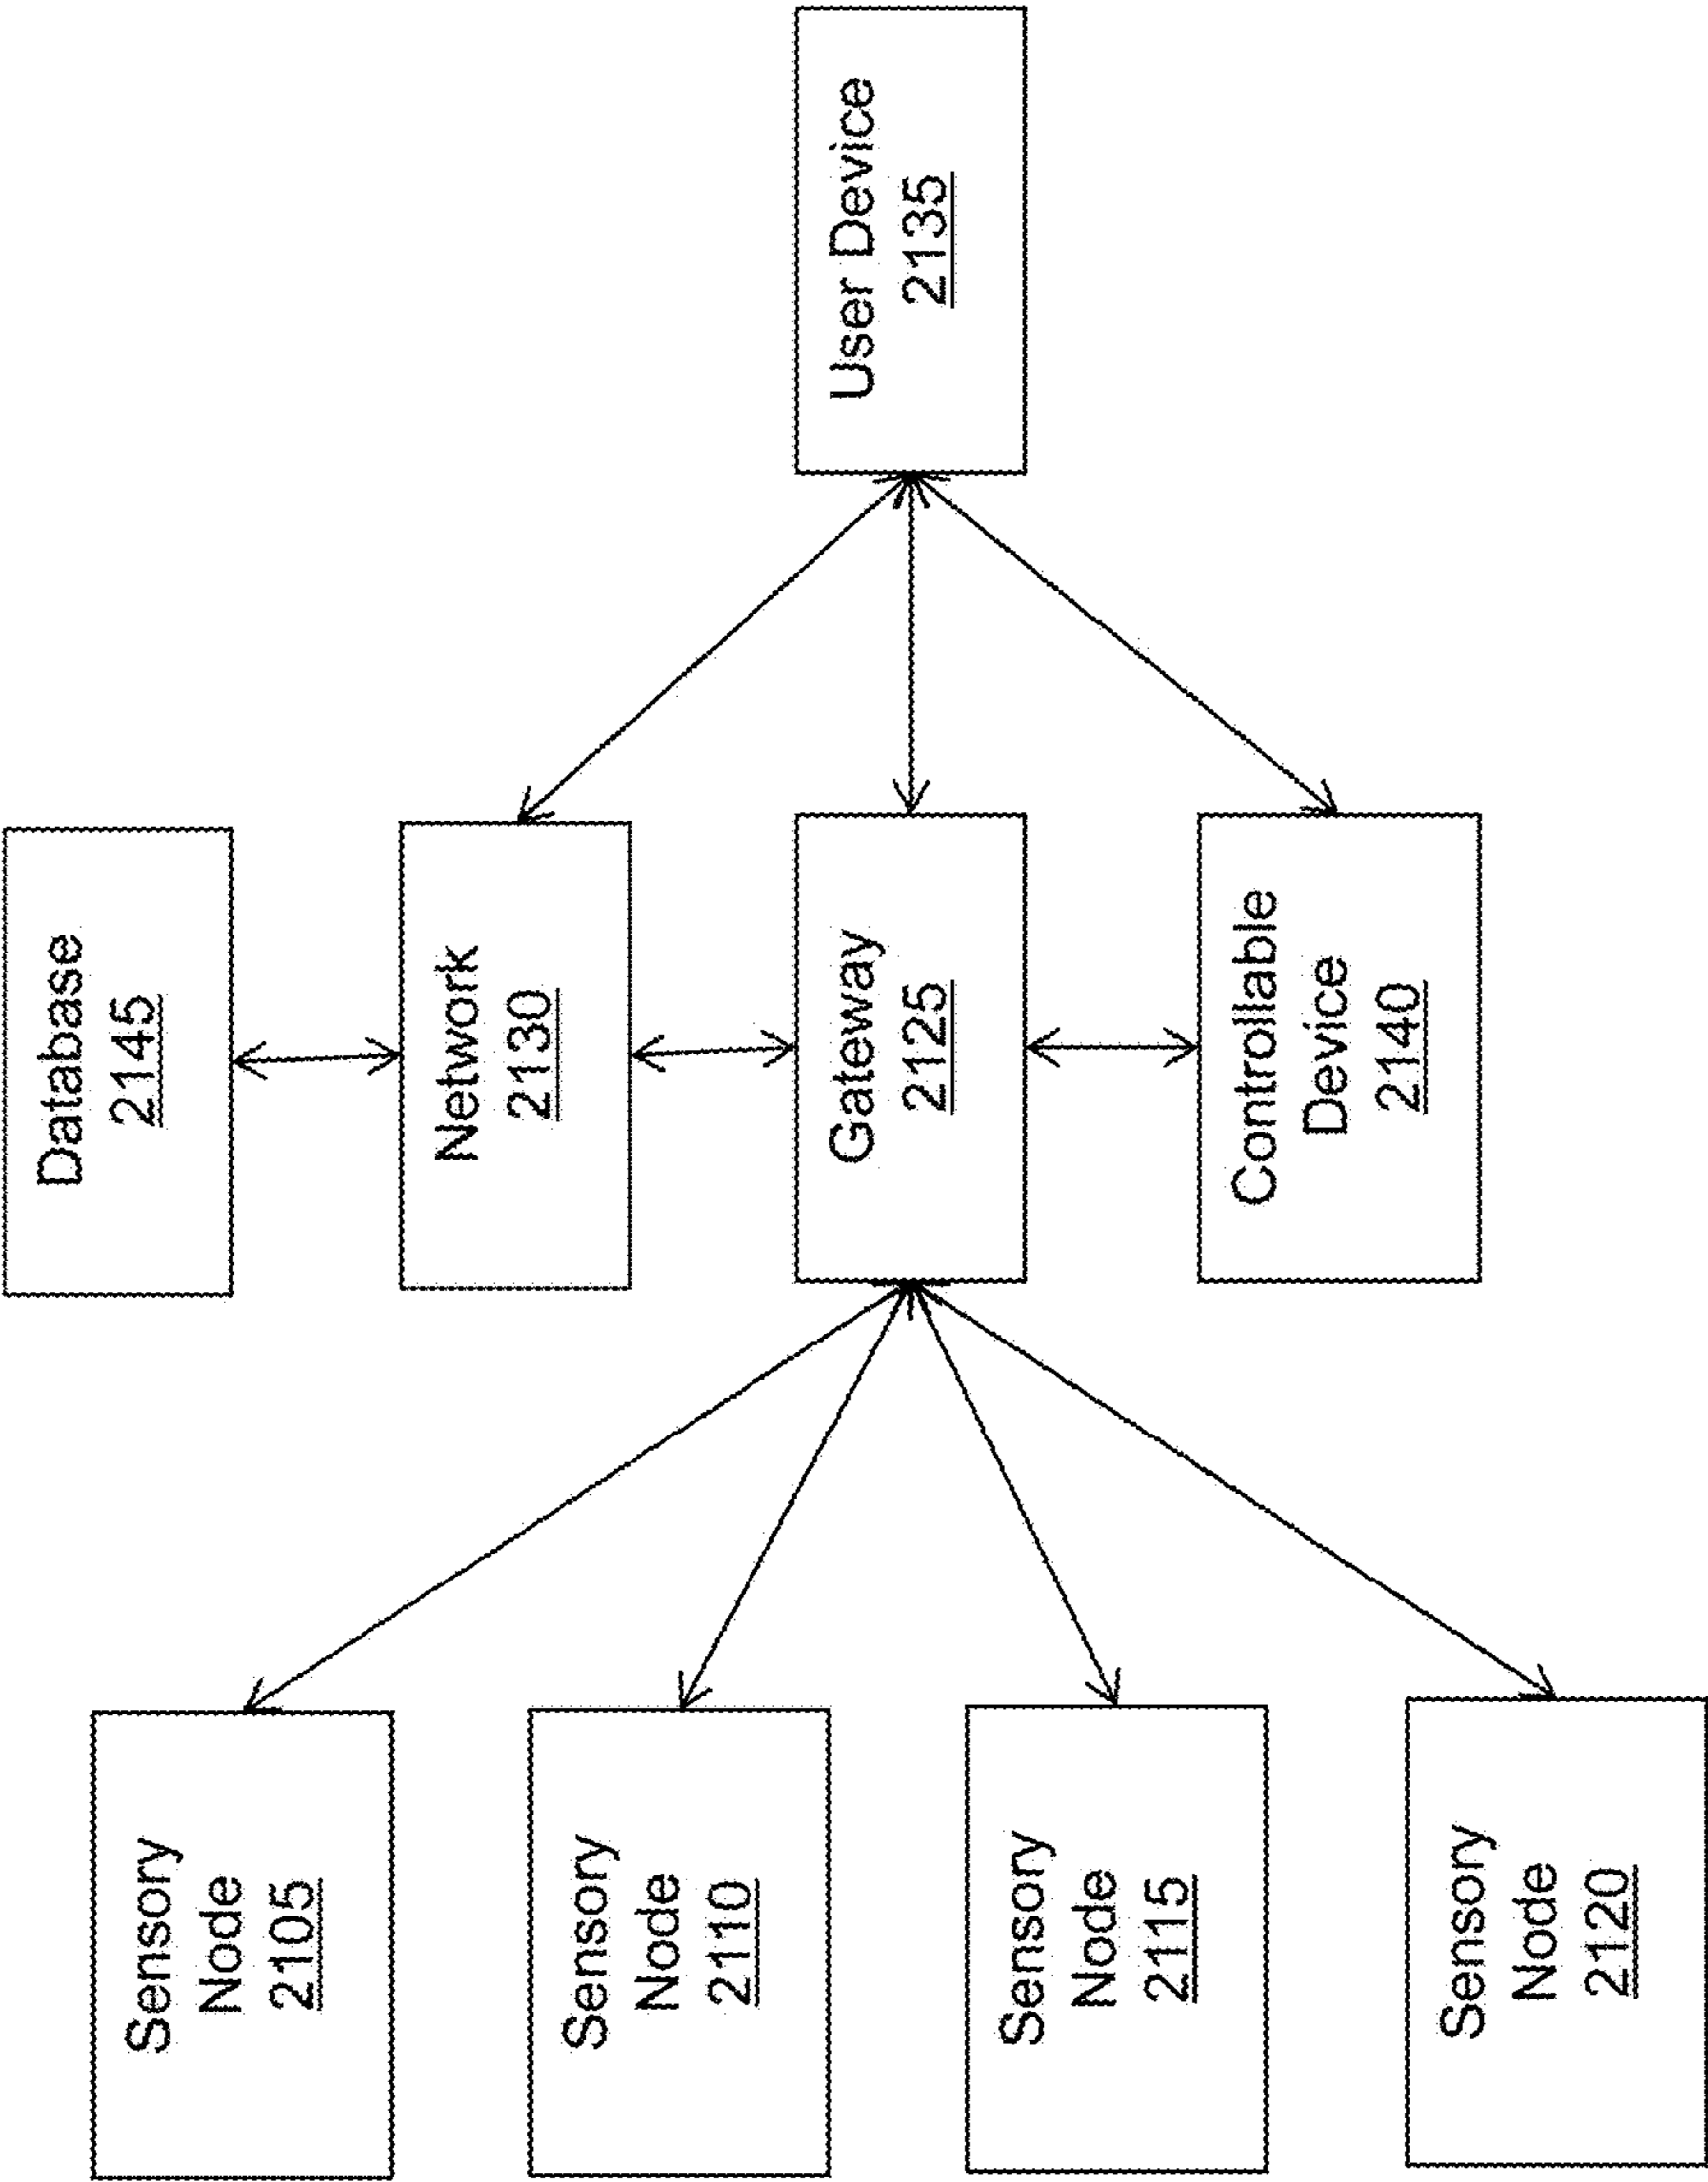 Sensory
Node
2105
Sensory
Node
2110
Sensory
Node
2115
Sensory
Node
2120
Database
2145
Network
2130
Gateway
2125
Controllable
Device
2140
User Device
2135